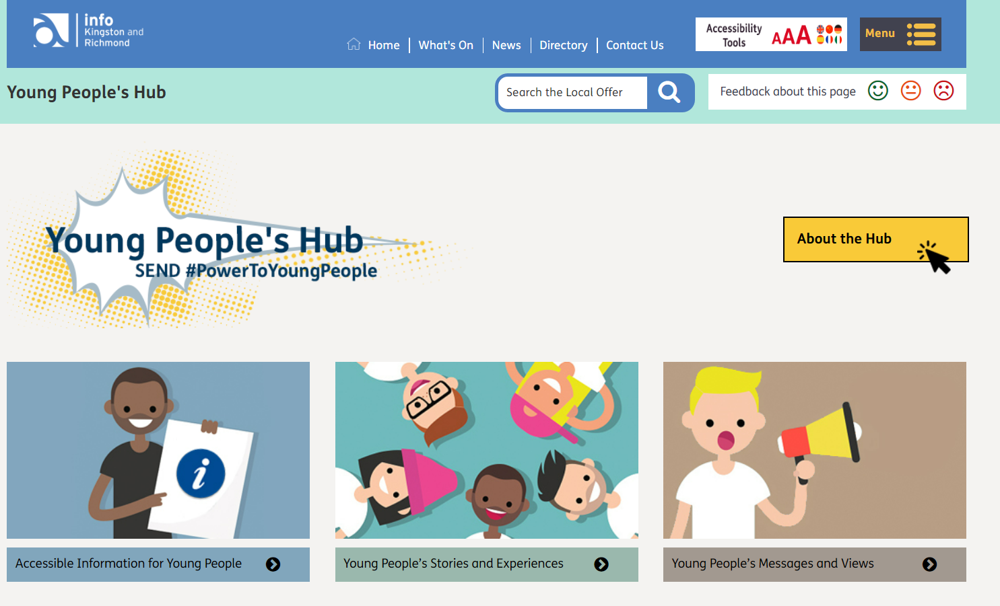 info
Kingston and
Richmond
Home
What's On
News
Directory
Contact Us
Accessibility
Tools
AAA
Menu
Young People's Hub
Search the Local Offer
Feedback about this page
Young People's Hub
SEND #PowerToYoungPeople
About the Hub
i
Accessible Information for Young People
Young People’s Stories and Experiences
Young People’s Messages and Views